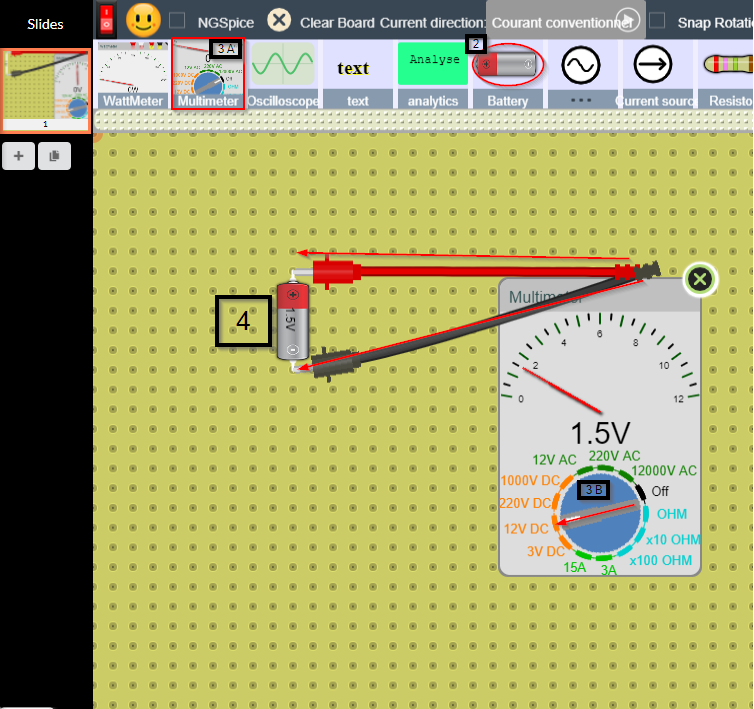 Slides
NGSpice
Clear Board
Current direction:
Courant conventionnel
Snap Rotati
WattMeter
3 A
Multimeter
Oscilloscope
text
text
Analyse
analytics
2
Battery
...
Current sourc
Resisto
1
4
1.5V
Multimeter
0
2
4
6
8
10
12
1.5V
12V AC
220V AC
12000V AC
1000V DC
Off
3 B
220V DC
OHM
12V DC
x10 OHM
3V DC
x100 OHM
15A
3A